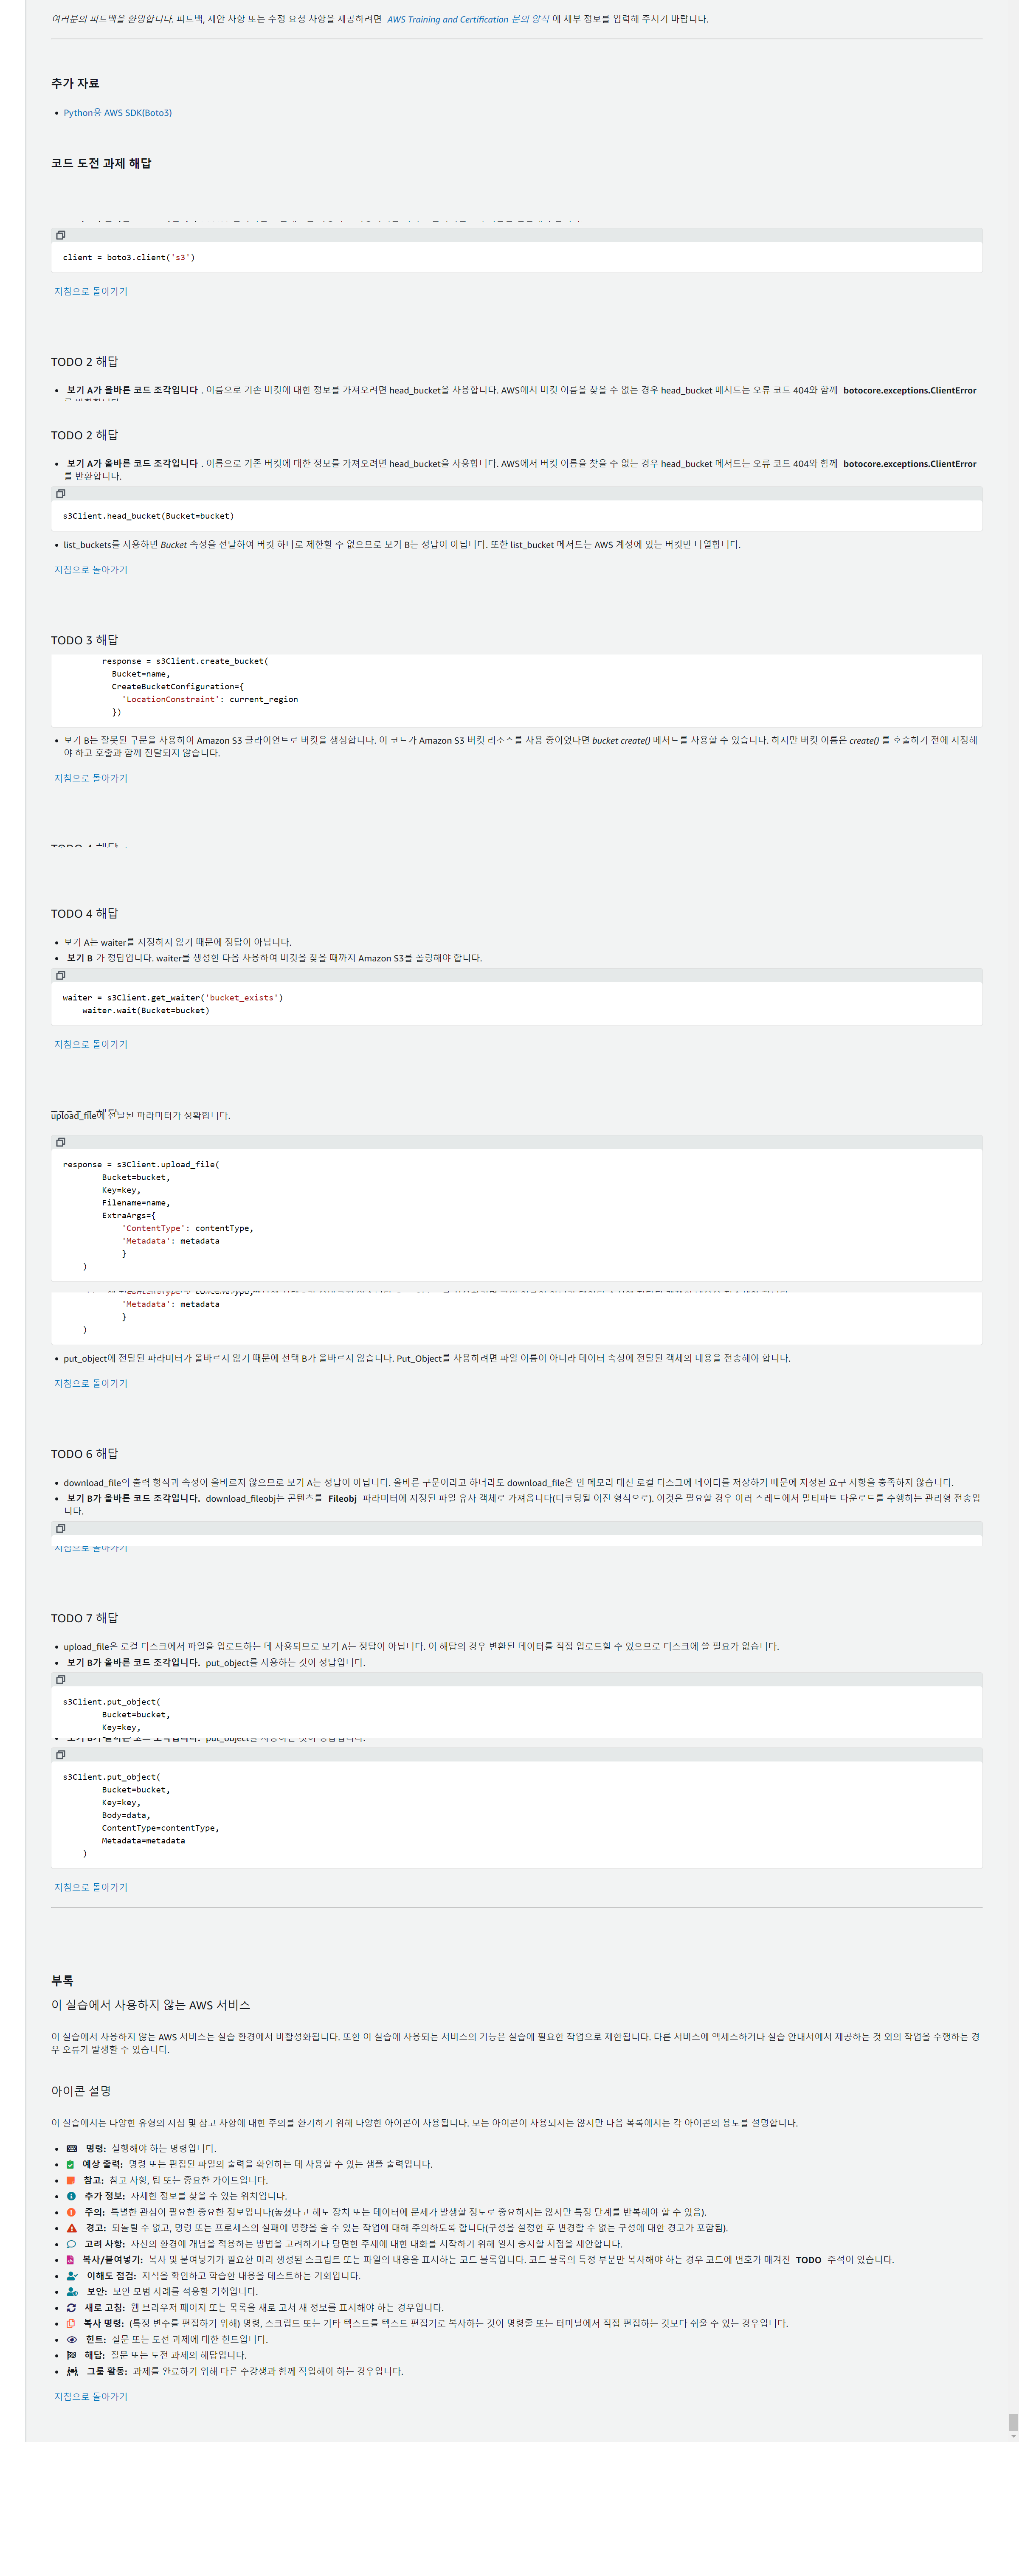 여러분의 피드백을 환영합니다. 피드백, 제안 사항 또는 수정 요청 사항을 제공하려면 AWS Training and Certification 문의 양식 에 세부 정보를 입력해 주시기 바랍니다.
추가 자료
• Python용 AWS SDK(Boto3)
코드 도전 과제 해답
client = boto3.client('s3')
지침으로 돌아가기
TODO 2 해답
• 보기 A가 올바른 코드 조각입니다 . 이름으로 기존 버킷에 대한 정보를 가져오려면 head_bucket을 사용합니다. AWS에서 버킷 이름을 찾을 수 없는 경우 head_bucket 메서드는 오류 코드 404와 함께 botocore.exceptions.ClientError
TODO 2 해답
• 보기 A가 올바른 코드 조각입니다 . 이름으로 기존 버킷에 대한 정보를 가져오려면 head_bucket을 사용합니다. AWS에서 버킷 이름을 찾을 수 없는 경우 head_bucket 메서드는 오류 코드 404와 함께 botocore.exceptions.ClientError
를 반환합니다.
s3Client.head_bucket(Bucket=bucket)
• list_buckets를 사용하면 Bucket 속성을 전달하여 버킷 하나로 제한할 수 없으므로 보기 B는 정답이 아닙니다. 또한 list_bucket 메서드는 AWS 계정에 있는 버킷만 나열합니다.
지침으로 돌아가기
TODO 3 해답
response = s3Client.create_bucket(
Bucket=name,
CreateBucketConfiguration={
'LocationConstraint': current_region
})
• 보기 B는 잘못된 구문을 사용하여 Amazon S3 클라이언트로 버킷을 생성합니다. 이 코드가 Amazon S3 버킷 리소스를 사용 중이었다면 bucket create() 메서드를 사용할 수 있습니다. 하지만 버킷 이름은 create() 를 호출하기 전에 지정해
야 하고 호출과 함께 전달되지 않습니다.
지침으로 돌아가기
TODO 4 해답
• 보기 A는 waiter를 지정하지 않기 때문에 정답이 아닙니다.
• 보기 B 가 정답입니다. waiter를 생성한 다음 사용하여 버킷을 찾을 때까지 Amazon S3를 폴링해야 합니다.
waiter = s3Client.get_waiter('bucket_exists')
waiter.wait(Bucket=bucket)
지침으로 돌아가기
upload_file에 전달된 파라미터가 정확합니다.
response = s3Client.upload_file(
Bucket=bucket,
Key=key,
Filename=name,
ExtraArgs={
'ContentType': contentType,
'Metadata': metadata
}
)
'Metadata': metadata
}
)
• put_object에 전달된 파라미터가 올바르지 않기 때문에 선택 B가 올바르지 않습니다. Put_Object를 사용하려면 파일 이름이 아니라 데이터 속성에 전달된 객체의 내용을 전송해야 합니다.
지침으로 돌아가기
TODO 6 해답
• download_file의 출력 형식과 속성이 올바르지 않으므로 보기 A는 정답이 아닙니다. 올바른 구문이라고 하더라도 download_file은 인 메모리 대신 로컬 디스크에 데이터를 저장하기 때문에 지정된 요구 사항을 충족하지 않습니다.
• 보기 B가 올바른 코드 조각입니다. download_fileobj는 콘텐츠를 Fileobj 파라미터에 지정된 파일 유사 객체로 가져옵니다(디코딩될 이진 형식으로). 이것은 필요할 경우 여러 스레드에서 멀티파트 다운로드를 수행하는 관리형 전송입
니다.
지침으로 돌아가기
TODO 7 해답
• upload_file은 로컬 디스크에서 파일을 업로드하는 데 사용되므로 보기 A는 정답이 아닙니다. 이 해답의 경우 변환된 데이터를 직접 업로드할 수 있으므로 디스크에 쓸 필요가 없습니다.
• 보기 B가 올바른 코드 조각입니다. put_object를 사용하는 것이 정답입니다.
s3Client.put_object(
Bucket=bucket,
Key=key,
s3Client.put_object(
Bucket=bucket,
Key=key,
Body=data,
ContentType=contentType,
Metadata=metadata
)
지침으로 돌아가기
부록
이 실습에서 사용하지 않는 AWS 서비스
이 실습에서 사용하지 않는 AWS 서비스는 실습 환경에서 비활성화됩니다. 또한 이 실습에 사용되는 서비스의 기능은 실습에 필요한 작업으로 제한됩니다. 다른 서비스에 액세스하거나 실습 안내서에서 제공하는 것 외의 작업을 수행하는 경
우 오류가 발생할 수 있습니다.
아이콘 설명
이 실습에서는 다양한 유형의 지침 및 참고 사항에 대한 주의를 환기하기 위해 다양한 아이콘이 사용됩니다. 모든 아이콘이 사용되지는 않지만 다음 목록에서는 각 아이콘의 용도를 설명합니다.
• 명령: 실행해야 하는 명령입니다.
• 예상 출력: 명령 또는 편집된 파일의 출력을 확인하는 데 사용할 수 있는 샘플 출력입니다.
• 참고: 참고 사항, 팁 또는 중요한 가이드입니다.
• 추가 정보: 자세한 정보를 찾을 수 있는 위치입니다.
• 주의: 특별한 관심이 필요한 중요한 정보입니다(놓쳤다고 해도 장치 또는 데이터에 문제가 발생할 정도로 중요하지는 않지만 특정 단계를 반복해야 할 수 있음).
• 경고: 되돌릴 수 없고, 명령 또는 프로세스의 실패에 영향을 줄 수 있는 작업에 대해 주의하도록 합니다(구성을 설정한 후 변경할 수 없는 구성에 대한 경고가 포함됨).
• 고려 사항: 자신의 환경에 개념을 적용하는 방법을 고려하거나 당면한 주제에 대한 대화를 시작하기 위해 일시 중지할 시점을 제안합니다.
• 복사/붙여넣기: 복사 및 붙여넣기가 필요한 미리 생성된 스크립트 또는 파일의 내용을 표시하는 코드 블록입니다. 코드 블록의 특정 부분만 복사해야 하는 경우 코드에 번호가 매겨진 TODO 주석이 있습니다.
• 이해도 점검: 지식을 확인하고 학습한 내용을 테스트하는 기회입니다.
• 보안: 보안 모범 사례를 적용할 기회입니다.
• 새로 고침: 웹 브라우저 페이지 또는 목록을 새로 고쳐 새 정보를 표시해야 하는 경우입니다.
• 복사 명령: (특정 변수를 편집하기 위해) 명령, 스크립트 또는 기타 텍스트를 텍스트 편집기로 복사하는 것이 명령줄 또는 터미널에서 직접 편집하는 것보다 쉬울 수 있는 경우입니다.
• 힌트: 질문 또는 도전 과제에 대한 힌트입니다.
• 해답: 질문 또는 도전 과제의 해답입니다.
• 그룹 활동: 과제를 완료하기 위해 다른 수강생과 함께 작업해야 하는 경우입니다.
지침으로 돌아가기